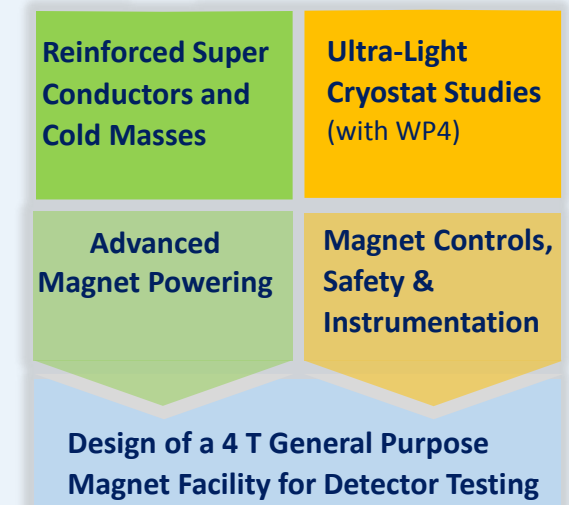 Reinforced Super
Conductors and
Cold Masses
Ultra-Light
Cryostat Studies
(with WP4)
Advanced
Magnet Powering
Magnet Controls,
Safety &
Instrumentation
Design of a 4 T General Purpose
Magnet Facility for Detector Testing